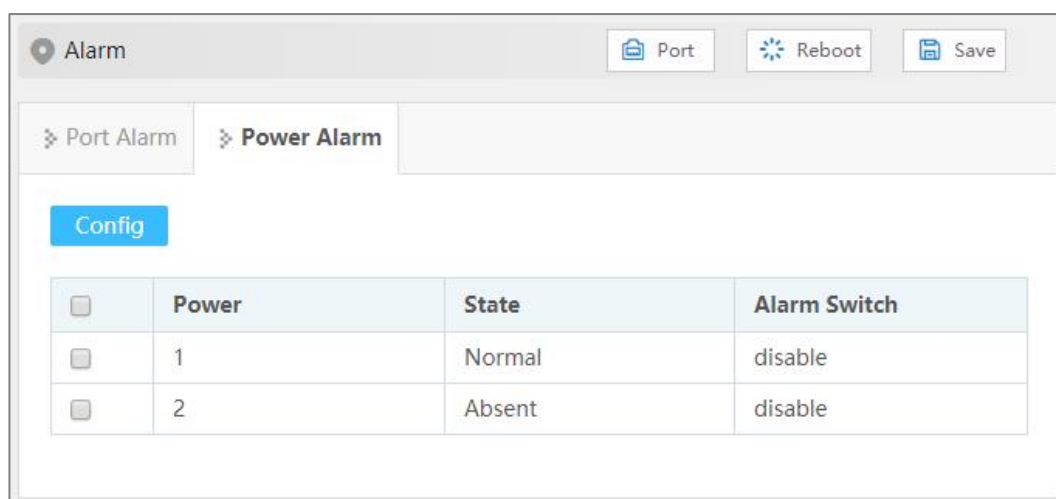 Alarm Port Reboot Save
Port Alarm Power Alarm
Config
Power State Alarm Switch
1 Normal disable
2 Absent disable